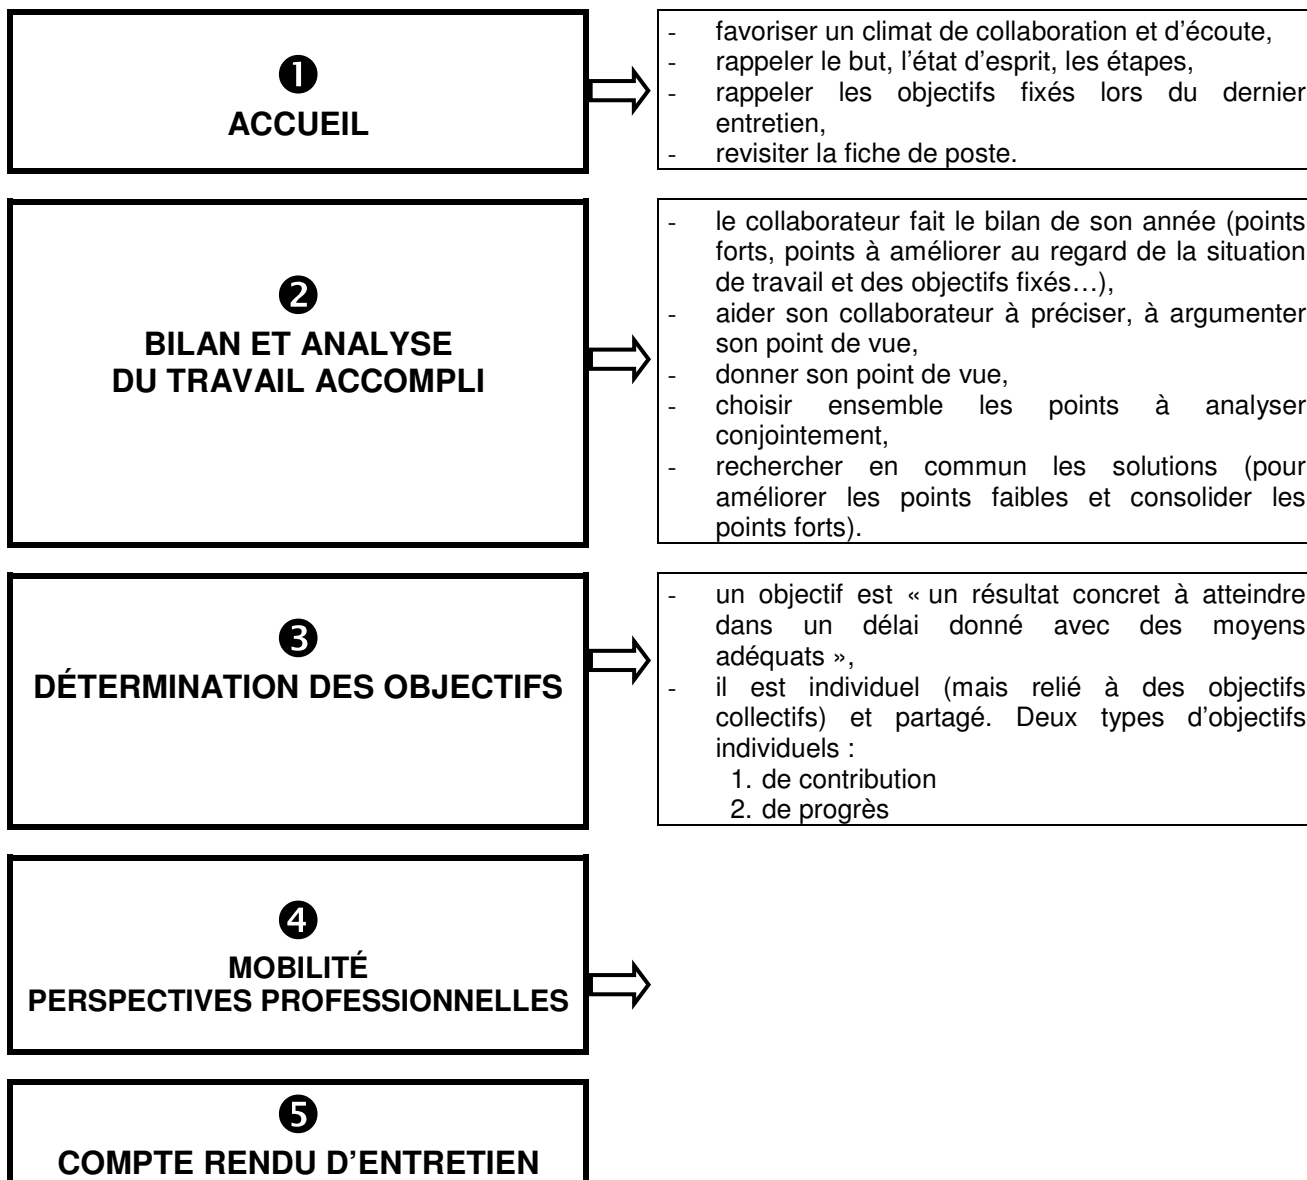 ❶
ACCUEIL
- favoriser un climat de collaboration et d’écoute,
- rappeler le but, l’état d’esprit, les étapes,
- rappeler les objectifs fixés lors du dernier
entretien,
- revisiter la fiche de poste.
❷
BILAN ET ANALYSE
DU TRAVAIL ACCOMPLI
- le collaborateur fait le bilan de son année (points
forts, points à améliorer au regard de la situation
de travail et des objectifs fixés…),
- aider son collaborateur à préciser, à argumenter
son point de vue,
- donner son point de vue,
- choisir ensemble les points à analyser
conjointement,
- rechercher en commun les solutions (pour
améliorer les points faibles et consolider les
points forts).
❸
DÉTERMINATION DES OBJECTIFS
- un objectif est « un résultat concret à atteindre
dans un délai donné avec des moyens
adéquats »,
- il est individuel (mais relié à des objectifs
collectifs) et partagé. Deux types d’objectifs
individuels :
1. de contribution
2. de progrès
❹
MOBILITÉ
PERSPECTIVES PROFESSIONNELLES
❺
COMPTE RENDU D’ENTRETIEN